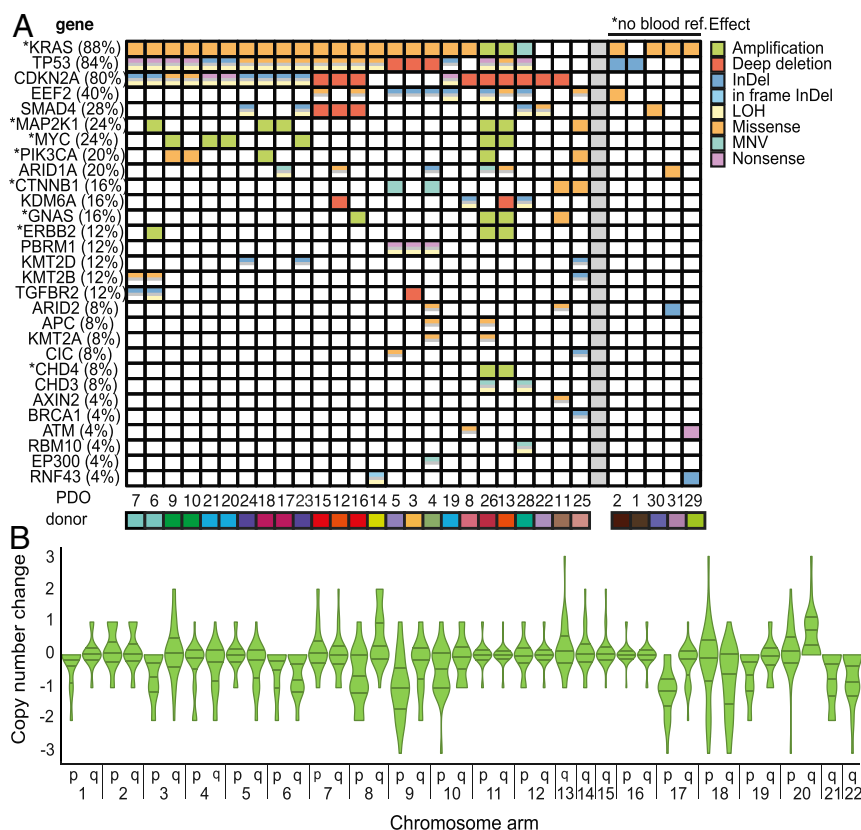 A
gene
*no blood ref.
Effect
*KRAS (88%)
TP53 (84%)
CDKN2A (80%)
EEF2 (40%)
SMAD4 (28%)
*MAP2K1 (24%)
*MYC (24%)
*PIK3CA (20%)
ARID1A (20%)
*CTNNB1 (16%)
KDM6A (16%)
*GNAS (16%)
*ERBB2 (12%)
PBRM1 (12%)
KMT2D (12%)
KMT2B (12%)
TGFBR2 (12%)
ARID2 (8%)
APC (8%)
KMT2A (8%)
CIC (8%)
*CHD4 (8%)
CHD3 (8%)
AXIN2 (4%)
BRCA1 (4%)
ATM (4%)
RBM10 (4%)
EP300 (4%)
RNF43 (4%)
Amplification
Deep deletion
InDel
in frame InDel
LOH
Missense
MNV
Nonsense
PDO 7 6 9 10 21 20 24 18 17 23 15 12 16 14 5 3 4 19 8 26 13 28 22 11 25 2 1 30 31 29
donor
B
Copy number change
3
2
1
0
-1
-2
-3
p q p q p q p q p q p q p q p q p q p q p q p q q q q p q p q p q p q p q q q
1 2 3 4 5 6 7 8 9 10 11 12 13 14 15 16 17 18 19 20 21 22
Chromosome arm